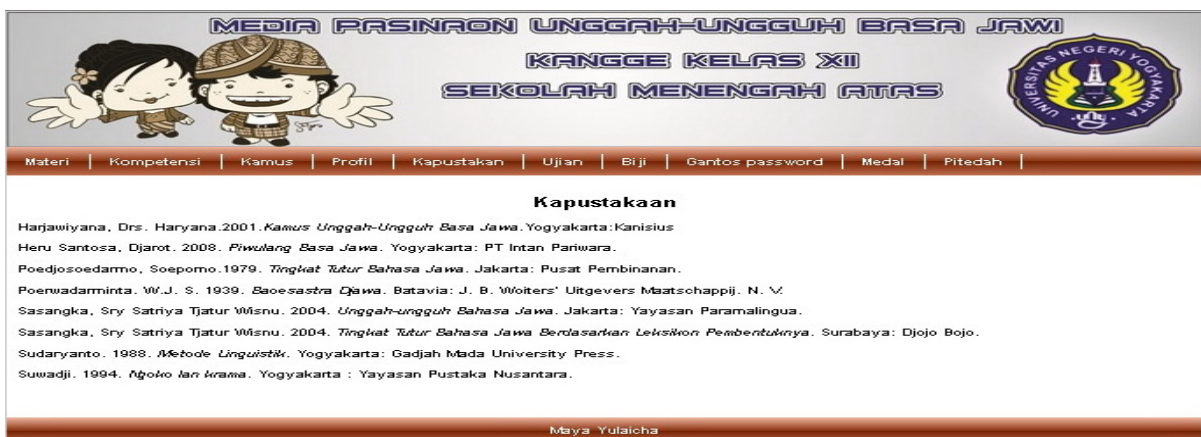 MEDIA PASINAON UNGGAH-UNGGUH BASA JAWI
KANGGE KELAS XII
SEKOLAH MENENGAH ATAS
UNIVERSITAS NEGERI YOGYAKARTA
UNY
Materi | Kompetensi | Kamus | Profil | Kapustakan | Ujian | Biji | Gantos password | Medal | Pitedah |
Kapustakaan
Harjawiyana, Drs. Haryana.2001.Kamus Unggah-Ungguh Basa Jawa.Yogyakarta:Kanisius
Heru Santosa, Djarot. 2008. Piwulang Basa Jawa. Yogyakarta: PT Intan Pariwara.
Poedjosoedarmo, Soepomo.1979. Tingkat Tutur Bahasa Jawa. Jakarta: Pusat Pembinanan.
Poerwadarminta. W.J. S. 1939. Baoesastra Djawa. Batavia: J. B. Woiters' Uitgevers Maatschappij. N. V.
Sasangka, Sry Satriya Tjatur Wisnu. 2004. Unggah-ungguh Bahasa Jawa. Jakarta: Yayasan Paramalingua.
Sasangka, Sry Satriya Tjatur Wisnu. 2004. Tingkat Tutur Bahasa Jawa Berdasarkan Leksikon Pembentuknya. Surabaya: Djojo Bojo.
Sudaryanto. 1988. Metode Linguistik. Yogyakarta: Gadjah Mada University Press.
Suwadji. 1994. Ngoko lan krama. Yogyakarta : Yayasan Pustaka Nusantara.
Maya Yulaicha